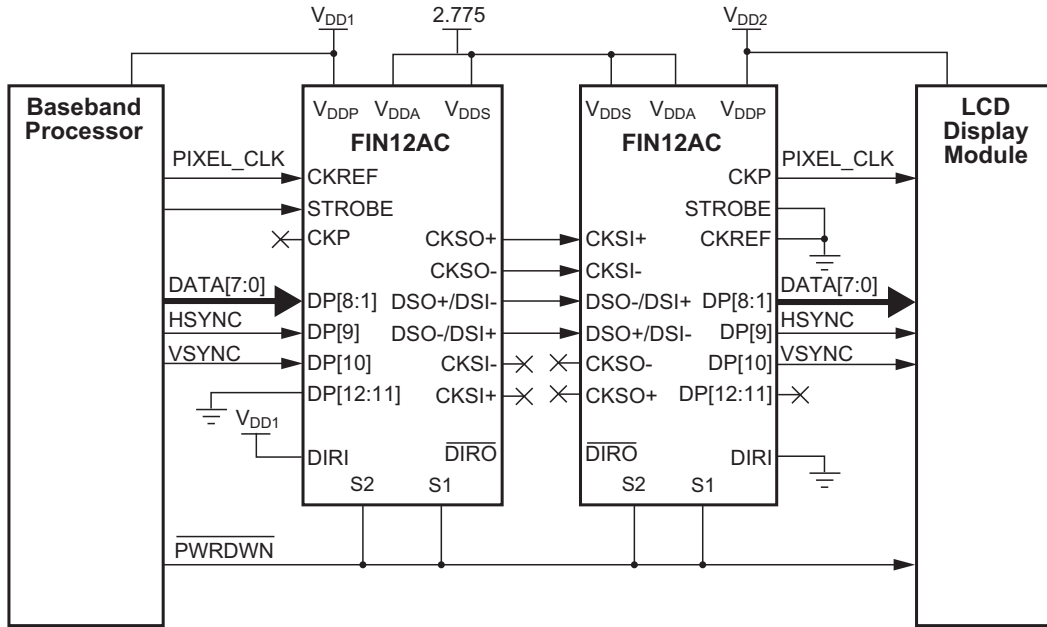 VDD1
2.775
VDD2
Baseband
Processor
VDDP VDDA VDDS
FIN12AC
VDDS VDDA VDDP
FIN12AC
LCD
Display
Module
PIXEL_CLK
CKREF
STROBE
CKP
CKSO+
CKSO-
DATA[7:0]
DP[8:1]
DSO+/DSI-
HSYNC
DP[9]
DSO-/DSI+
VSYNC
DP[10]
CKSI-
DP[12:11]
CKSI+
VDD1
DIRI
DIRO
S2 S1
CKP
PIXEL_CLK
STROBE
CKSI+
CKREF
CKSI-
DSO-/DSI+
DP[8:1]
DATA[7:0]
DSO+/DSI-
DP[9]
HSYNC
CKSO-
DP[10]
VSYNC
CKSO+
DP[12:11]
DIRO
DIRI
S2 S1
PWRDWN